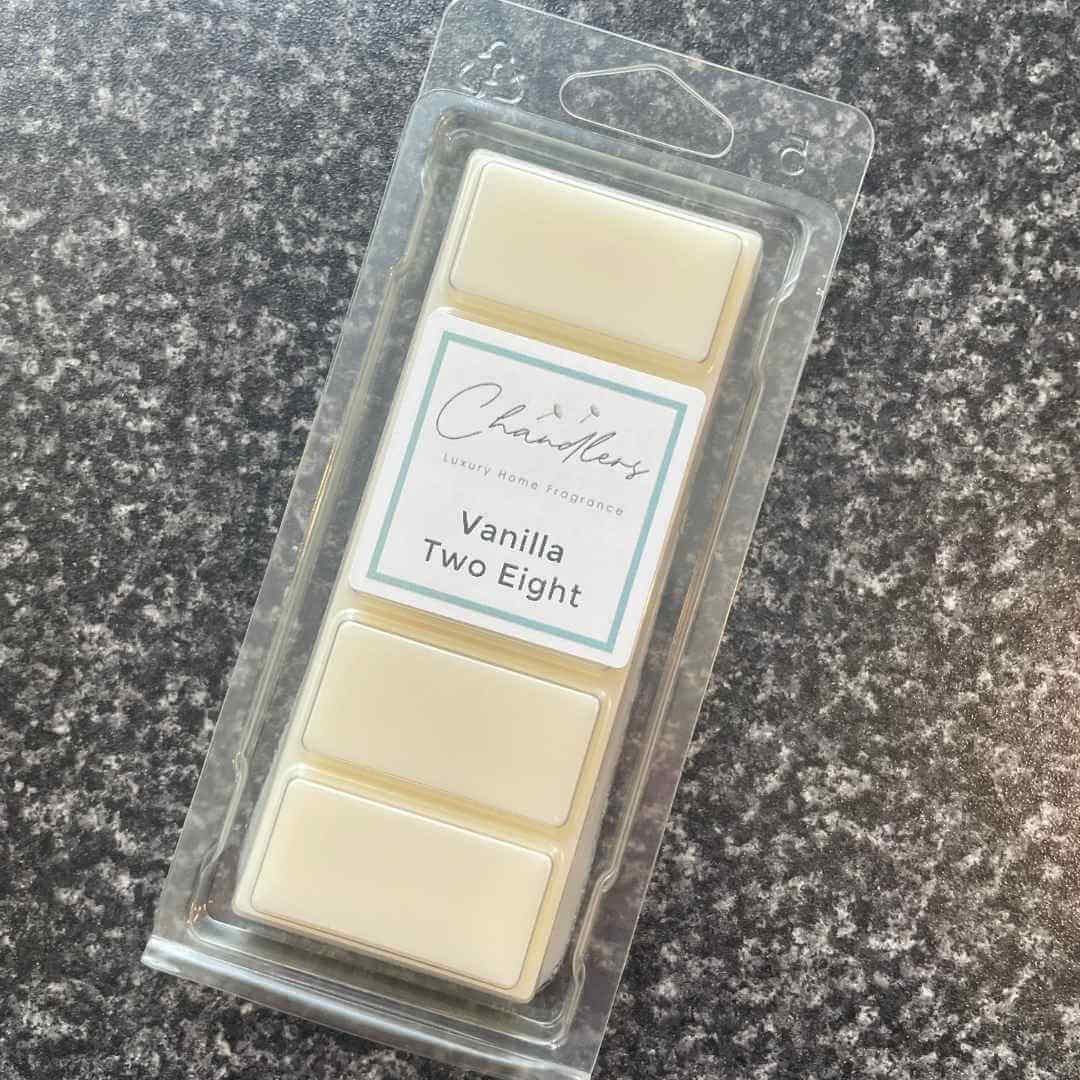 Chandlers
Luxury Home Fragrance
Vanilla
Two Eight